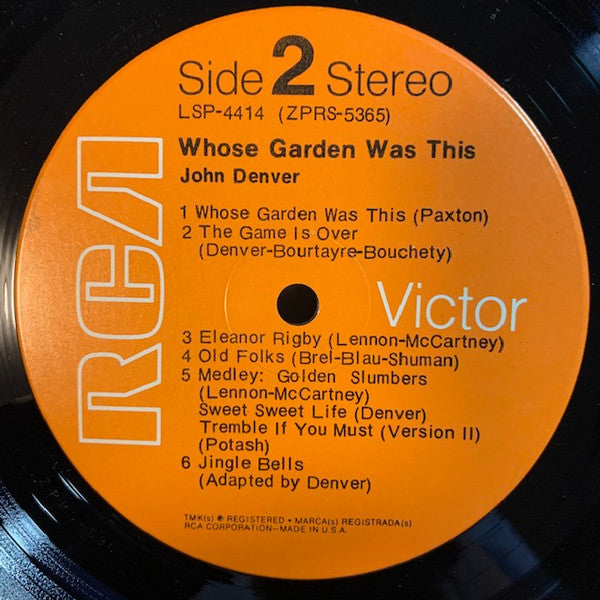 Side 2 Stereo
LSP-4414 (ZPRS-5365)
Whose Garden Was This
John Denver
1 Whose Garden Was This (Paxton)
2 The Game Is Over
(Denver-Bourtayre-Bouchety)
RCA
Victor
3 Eleanor Rigby (Lennon-McCartney)
4 Old Folks (Brel-Blau-Shuman)
5 Medley: Golden Slumbers
(Lennon-McCartney)
Sweet Sweet Life (Denver)
Tremble If You Must (Version II)
(Potash)
6 Jingle Bells
(Adapted by Denver)
TMK(s) ® REGISTERED • MARCA(s) REGISTRADA(s)
RCA CORPORATION—MADE IN U.S.A.